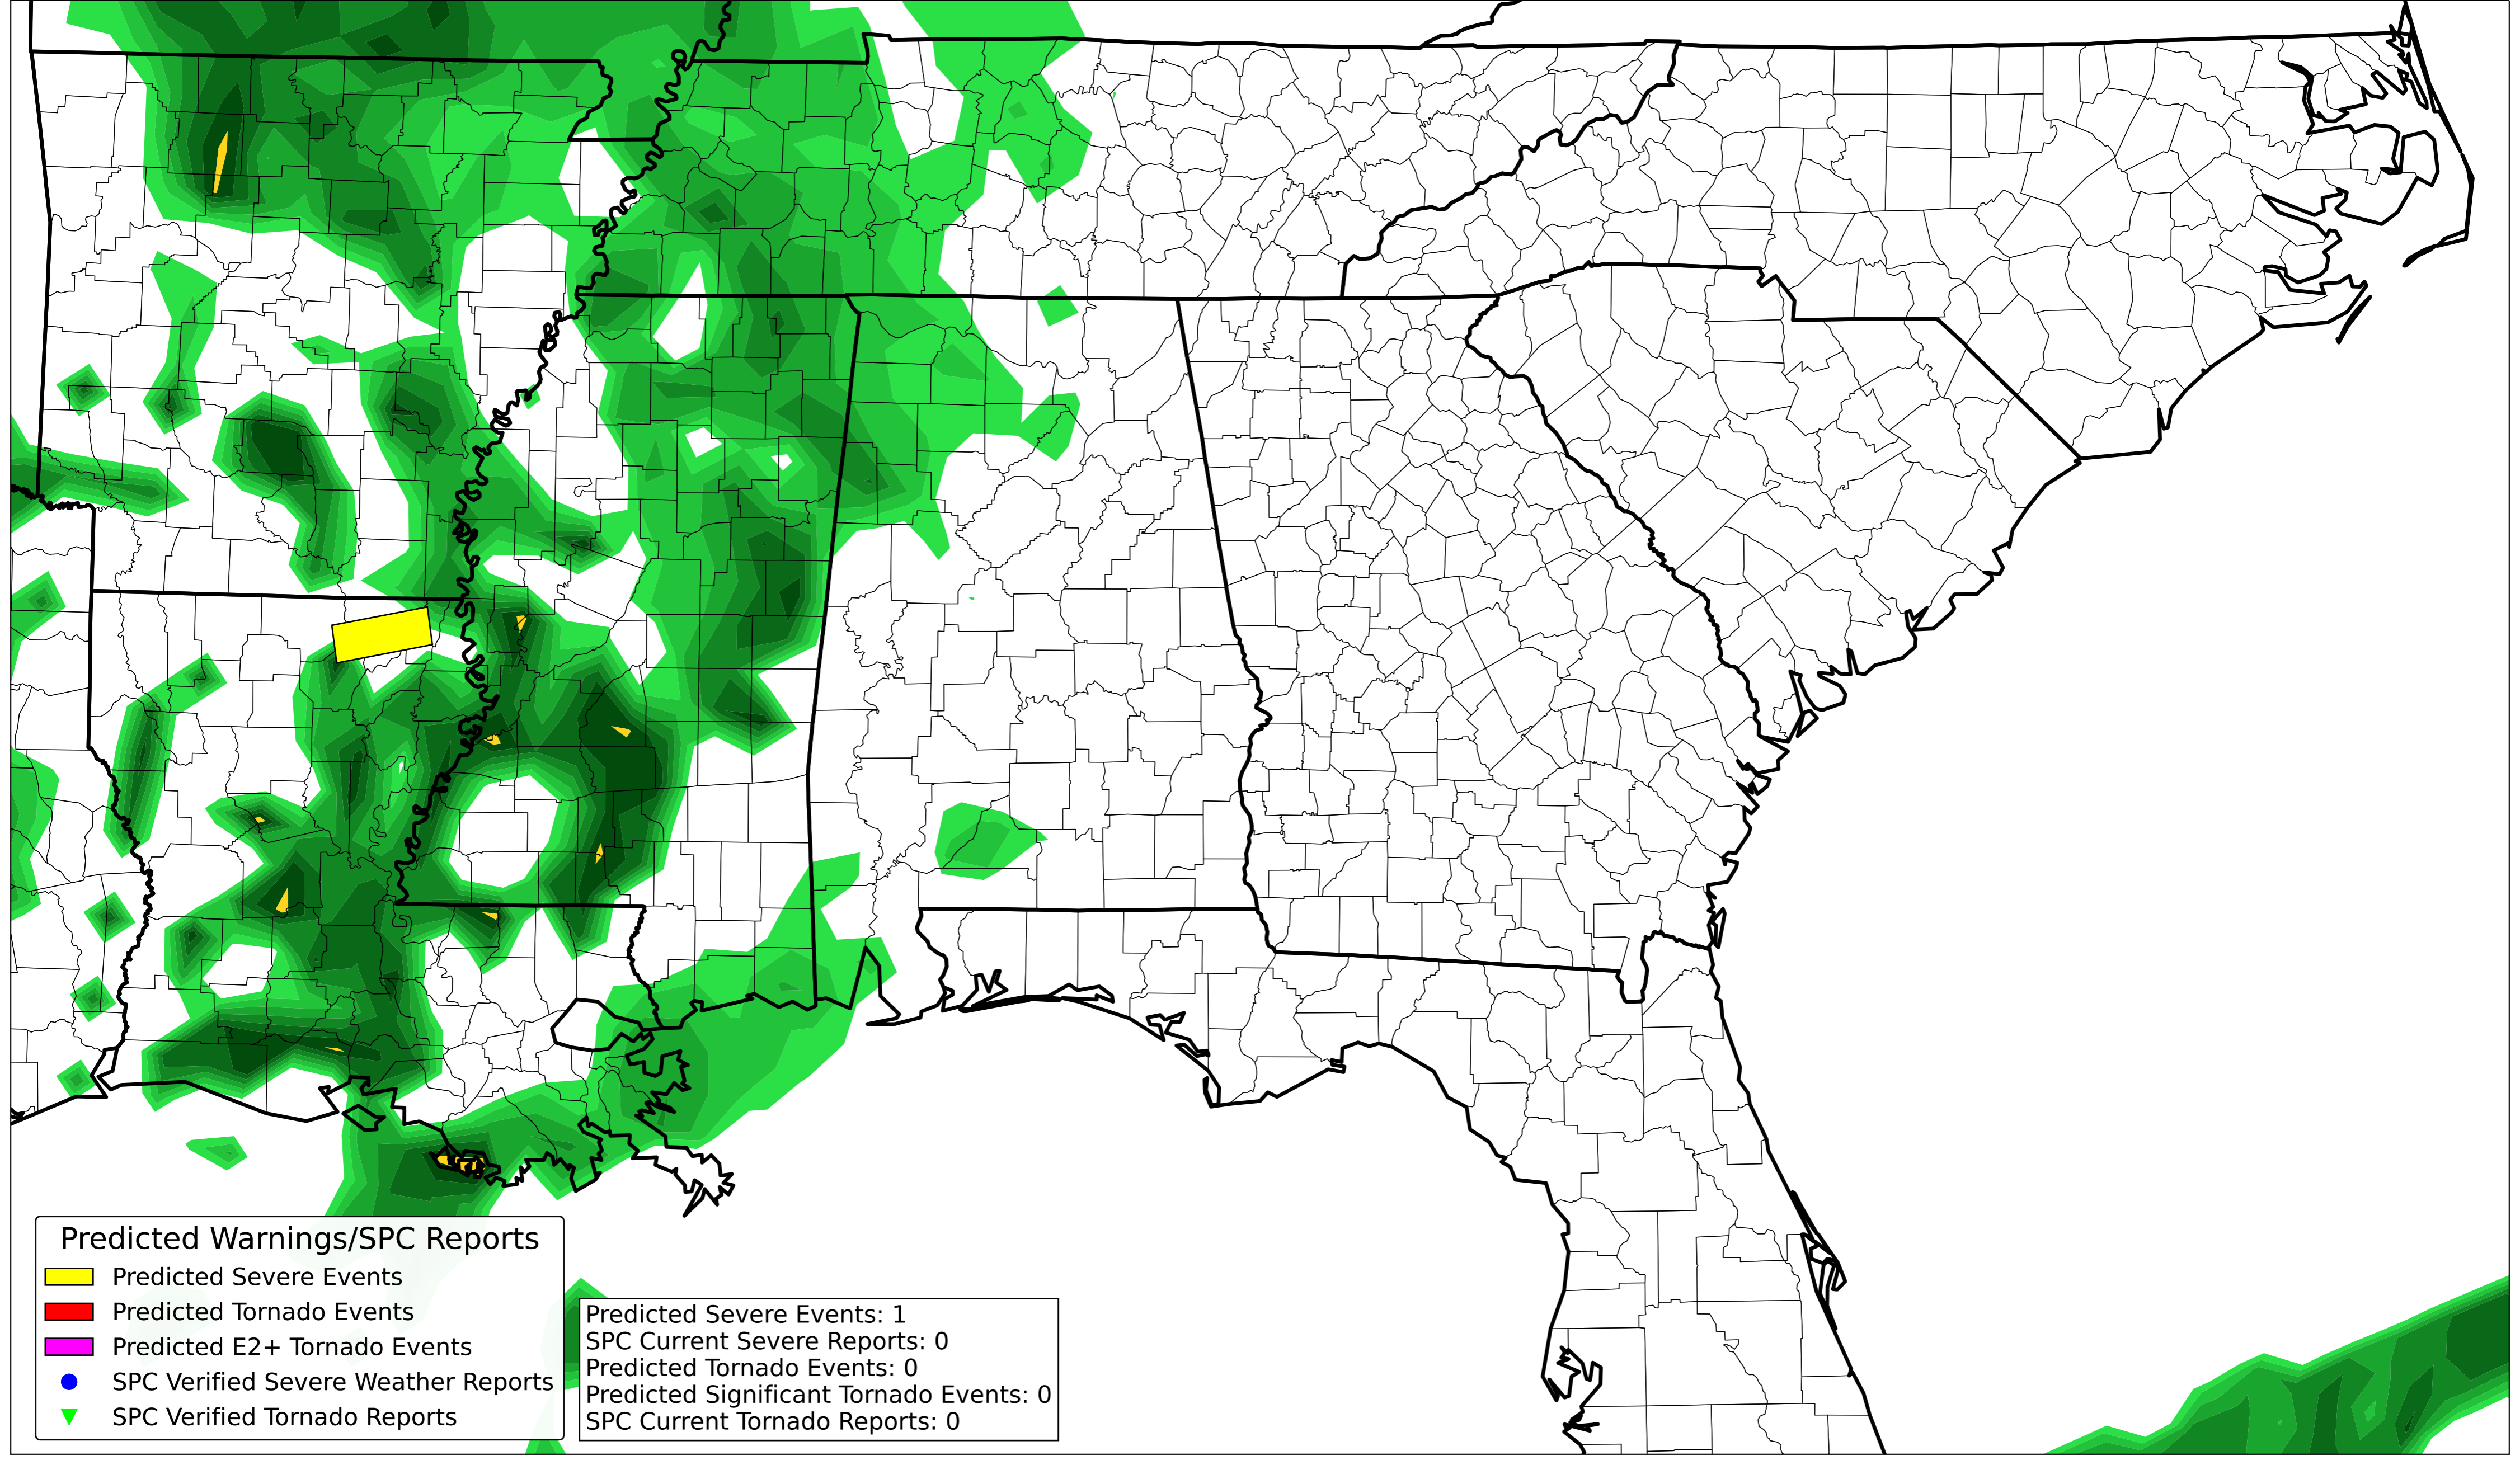 Predicted Warnings/SPC Reports
Predicted Severe Events
Predicted Tornado Events
Predicted E2+ Tornado Events
SPC Verified Severe Weather Reports
SPC Verified Tornado Reports
Predicted Severe Events: 1
SPC Current Severe Reports: 0
Predicted Tornado Events: 0
Predicted Significant Tornado Events: 0
SPC Current Tornado Reports: 0